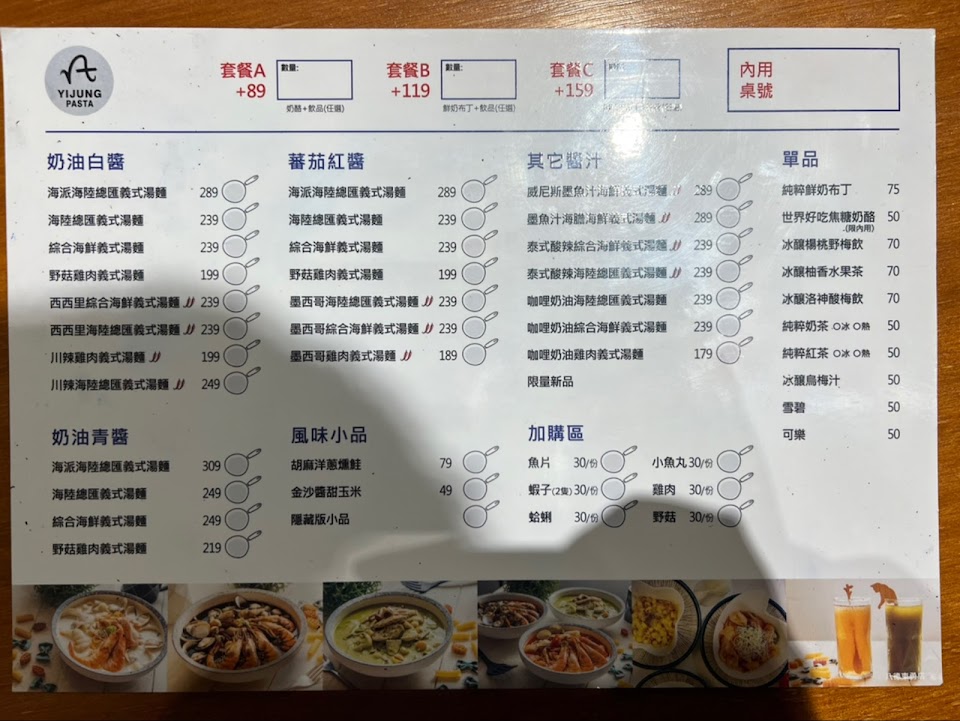 YIJUNG
PASTA
套餐A
+89
數量:
奶酪+飲品(任選)
套餐B
+119
數量:
鮮奶布丁+飲品(任選)
套餐C
+159
內用
桌號
奶油白醬
海派海陸總匯義式湯麵 289
海陸總匯義式湯麵 239
綜合海鮮義式湯麵 239
野菇雞肉義式湯麵 199
西西里綜合海鮮義式湯麵 239
西西里海陸總匯義式湯麵 239
川辣雞肉義式湯麵 199
川辣海陸總匯義式湯麵 249
蕃茄紅醬
海派海陸總匯義式湯麵 289
海陸總匯義式湯麵 239
綜合海鮮義式湯麵 239
野菇雞肉義式湯麵 199
墨西哥海陸總匯義式湯麵 239
墨西哥綜合海鮮義式湯麵 239
墨西哥雞肉義式湯麵 189
其它醬汁
威尼斯墨魚汁海鮮義式湯麵 289
墨魚汁海膽海鮮義式湯麵 289
泰式酸辣綜合海鮮義式湯麵 239
泰式酸辣海陸總匯義式湯麵 239
咖哩奶油海陸總匯義式湯麵 239
咖哩奶油綜合海鮮義式湯麵 239
咖哩奶油雞肉義式湯麵 179
限量新品
單品
純粹鮮奶布丁 75
世界好吃焦糖奶酪 50
(限內用)
冰釀楊桃野梅飲 70
冰釀柚香水果茶 70
冰釀洛神酸梅飲 70
純粹奶茶 ○冰 ○熱 50
純粹紅茶 ○冰 ○熱 50
冰釀烏梅汁 50
雪碧 50
可樂 50
奶油青醬
海派海陸總匯義式湯麵 309
海陸總匯義式湯麵 249
綜合海鮮義式湯麵 249
野菇雞肉義式湯麵 219
風味小品
胡麻洋蔥燻鮭 79
金沙醬甜玉米 49
隱藏版小品
加購區
魚片 30/份 小魚丸 30/份
蝦子(2隻) 30/份 雞肉 30/份
蛤蜊 30/份 野菇 30/份